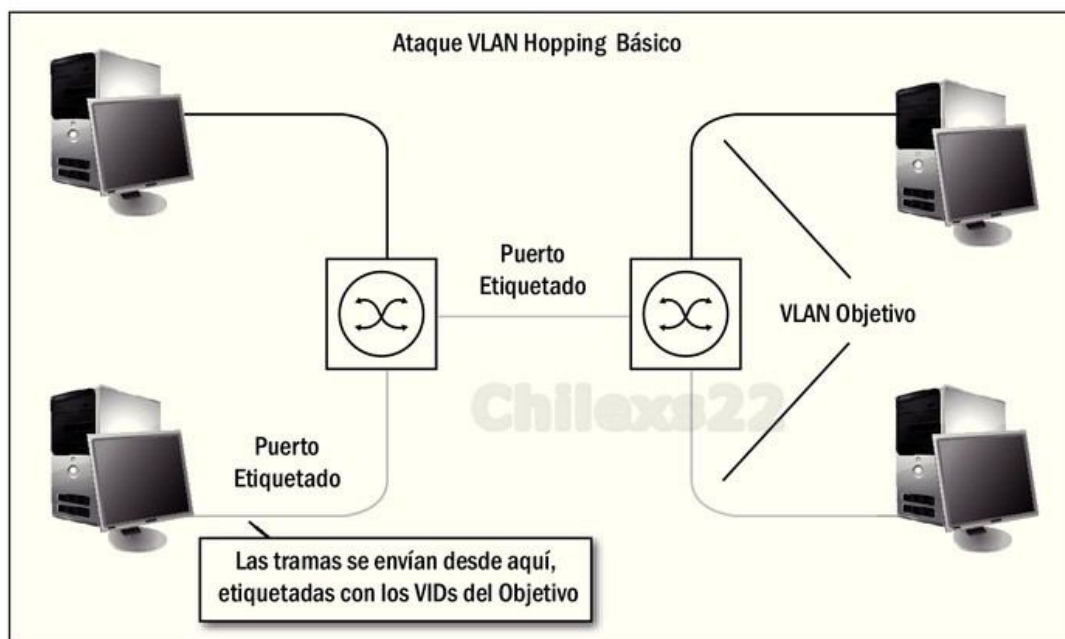 Ataque VLAN Hopping Básico
Puerto
Etiquetado
VLAN Objetivo
Chilexs22
Puerto
Etiquetado
Las tramas se envían desde aquí,
etiquetadas con los VIDs del Objetivo